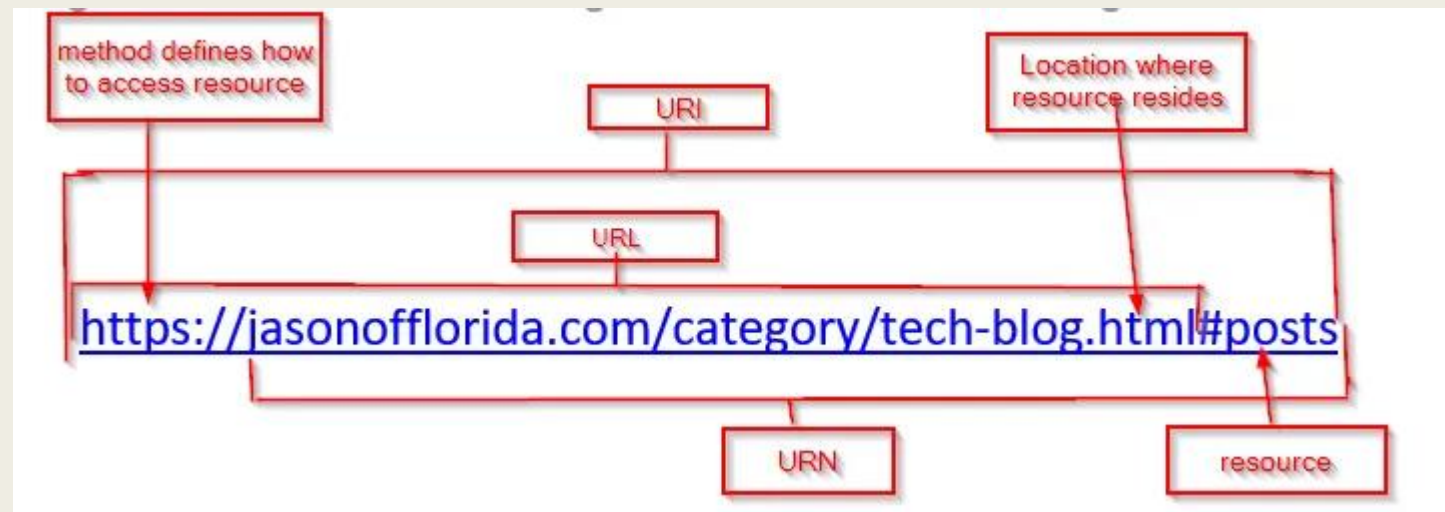 method defines how
to access resource
URI
Location where
resource resides
URL
https://jasonofflorida.com/category/tech-blog.html#posts
URN
resource